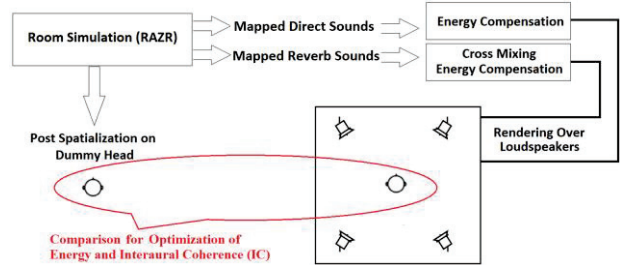 Room Simulation (RAZR)
Mapped Direct Sounds
Energy Compensation
Mapped Reverb Sounds
Cross Mixing
Energy Compensation
Post Spatialization on
Dummy Head
Rendering Over
Loudspeakers
Comparison for Optimization of
Energy and Interaural Coherence (IC)